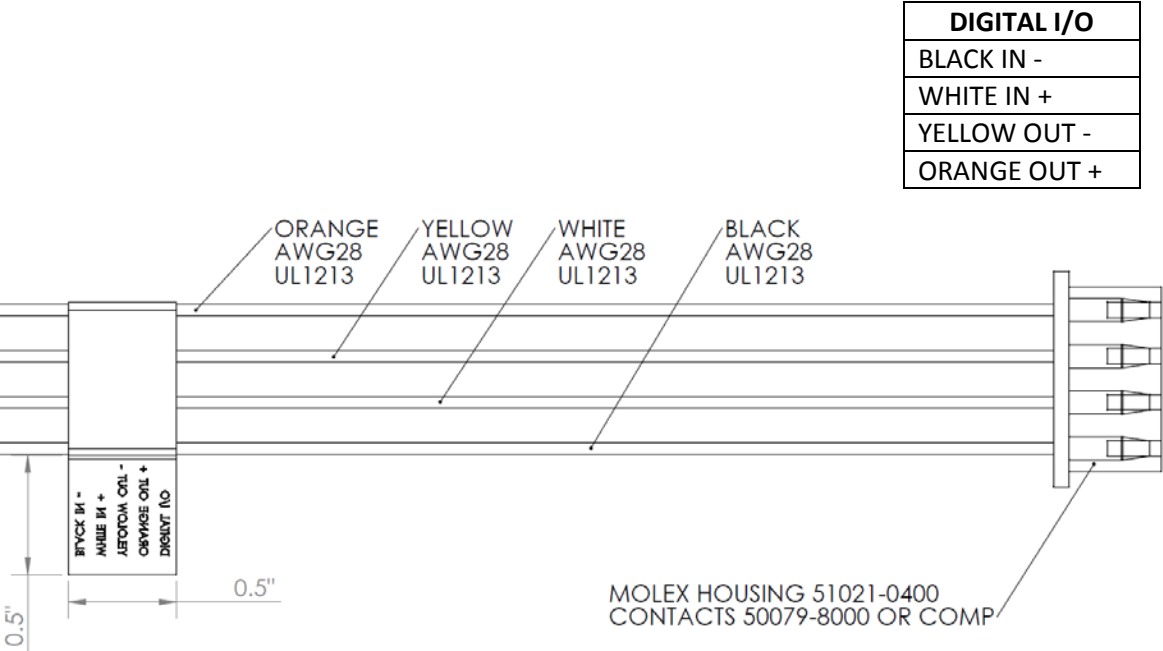 DIGITAL I/O
BLACK IN -
WHITE IN +
YELLOW OUT -
ORANGE OUT +
ORANGE
AWG28
UL1213
YELLOW
AWG28
UL1213
WHITE
AWG28
UL1213
BLACK
AWG28
UL1213
BLACK IN -
WHITE IN +
YELOLOW OUT -
ORANGE OUT +
DIGITAL I/O
0.5"
0.5"
MOLEX HOUSING 51021-0400
CONTACTS 50079-8000 OR COMP